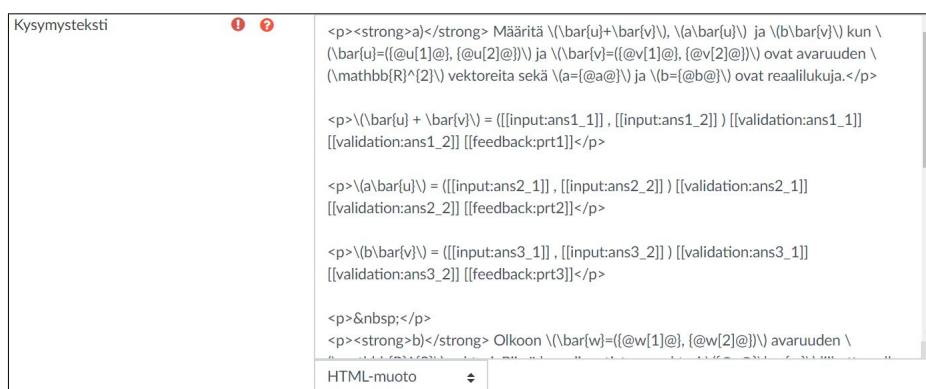 Kysymysteksti
<p><strong>a)</strong> Määritä \(\bar{u}+\bar{v}\), \(a\bar{u}\)  ja \(b\bar{v}\) kun \
(\bar{u}=({@u[1]@}, {@u[2]@})\) ja \(\bar{v}=({@v[1]@}, {@v[2]@})\) ovat avaruuden \
(\mathbb{R}^{2}\) vektoreita sekä \(a={@a@}\) ja \(b={@b@}\) ovat reaalilukuja.</p>
<p>\(\bar{u} + \bar{v}\) = ([[input:ans1_1]] , [[input:ans1_2]] ) [[validation:ans1_1]]
[[validation:ans1_2]] [[feedback:prt1]]</p>
<p>\(a\bar{u}\) = ([[input:ans2_1]] , [[input:ans2_2]] ) [[validation:ans2_1]]
[[validation:ans2_2]] [[feedback:prt2]]</p>
<p>\(b\bar{v}\) = ([[input:ans3_1]] , [[input:ans3_2]] ) [[validation:ans3_1]]
[[validation:ans3_2]] [[feedback:prt3]]</p>
<p>&nbsp;</p>
<p><strong>b)</strong> Olkoon \(\bar{w}=({@w[1]@}, {@w[2]@})\) avaruuden \
HTML-muoto